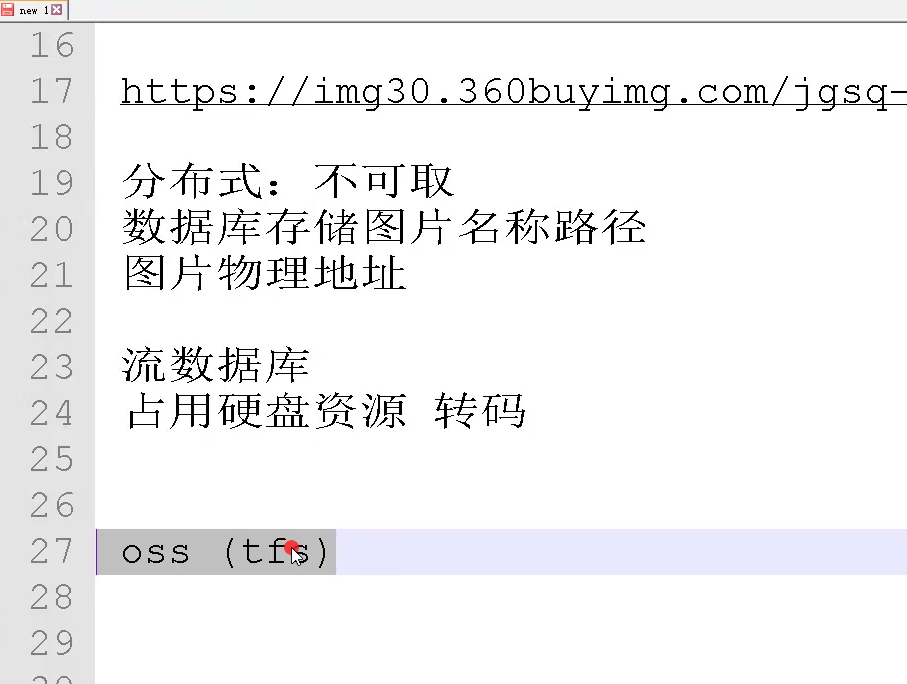 new 1
16
17 https://img30.360buyimg.com/jgsq-
18
19 分布式：不可取
20 数据库存储图片名称路径
21 图片物理地址
22
23 流数据库
24 占用硬盘资源 转码
25
26
27 oss (tfs)
28
29